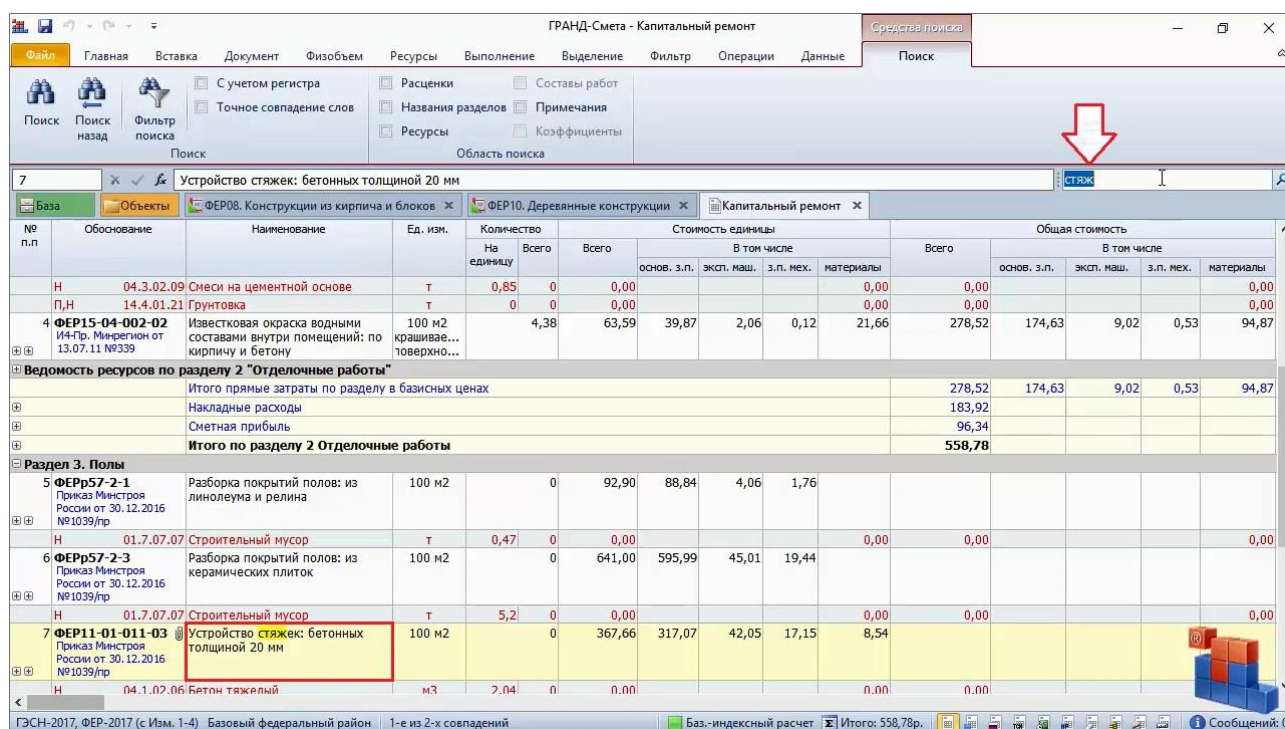 ГРАНД-Смета - Капитальный ремонт
Средства поиска
Файл Главная Вставка Документ Физобъем Ресурсы Выполнение Выделение Фильтр Операции Данные Поиск
Поиск
Поиск назад
Фильтр поиска
С учетом регистра
Точное совпадение слов
Поиск
Расценки
Названия разделов
Ресурсы
Составы работ
Примечания
Коэффициенты
Область поиска
7 fx Устройство стяжек: бетонных толщиной 20 мм стяж
База Объекты ФЕР08. Конструкции из кирпича и блоков ФЕР10. Деревянные конструкции Капитальный ремонт
№ п.п Обоснование Наименование Ед. изм. Количество Стоимость единицы Общая стоимость
На единицу Всего Всего В том числе Всего В том числе
основ. з.п. эксп. маш. з.п. мех. материалы основ. з.п. эксп. маш. з.п. мех. материалы
Н 04.3.02.09 Смеси на цементной основе т 0,85 0 0,00 0,00 0,00 0,00
П,Н 14.4.01.21 Грунтовка т 0 0 0,00 0,00 0,00 0,00
4 ФЕР15-04-002-02 Известковая окраска водными 100 м2 4,38 63,59 39,87 2,06 0,12 21,66 278,52 174,63 9,02 0,53 94,87
И4-Пр. Минрегион от составами внутри помещений: по крашивае...
13.07.11 №339 кирпичу и бетону поверхно...
Ведомость ресурсов по разделу 2 "Отделочные работы"
Итого прямые затраты по разделу в базисных ценах 278,52 174,63 9,02 0,53 94,87
Накладные расходы 183,92
Сметная прибыль 96,34
Итого по разделу 2 Отделочные работы 558,78
Раздел 3. Полы
5 ФЕРр57-2-1 Разборка покрытий полов: из 100 м2 0 92,90 88,84 4,06 1,76
Приказ Минстроя линолеума и релина
России от 30.12.2016
№1039/пр
Н 01.7.07.07 Строительный мусор т 0,47 0 0,00 0,00 0,00 0,00
6 ФЕРр57-2-3 Разборка покрытий полов: из 100 м2 0 641,00 595,99 45,01 19,44
Приказ Минстроя керамических плиток
России от 30.12.2016
№1039/пр
Н 01.7.07.07 Строительный мусор т 5,2 0 0,00 0,00 0,00 0,00
7 ФЕР11-01-011-03 Устройство стяжек: бетонных 100 м2 0 367,66 317,07 42,05 17,15 8,54
Приказ Минстроя толщиной 20 мм
России от 30.12.2016
№1039/пр
Н 04.1.02.06 Бетон тяжелый м3 2,04 0 0,00 0,00 0,00
ГЭСН-2017, ФЕР-2017 (с Изм. 1-4) Базовый федеральный район 1-е из 2-х совпадений Баз.-индексный расчет Итого: 558,78р. Сообщений: 0